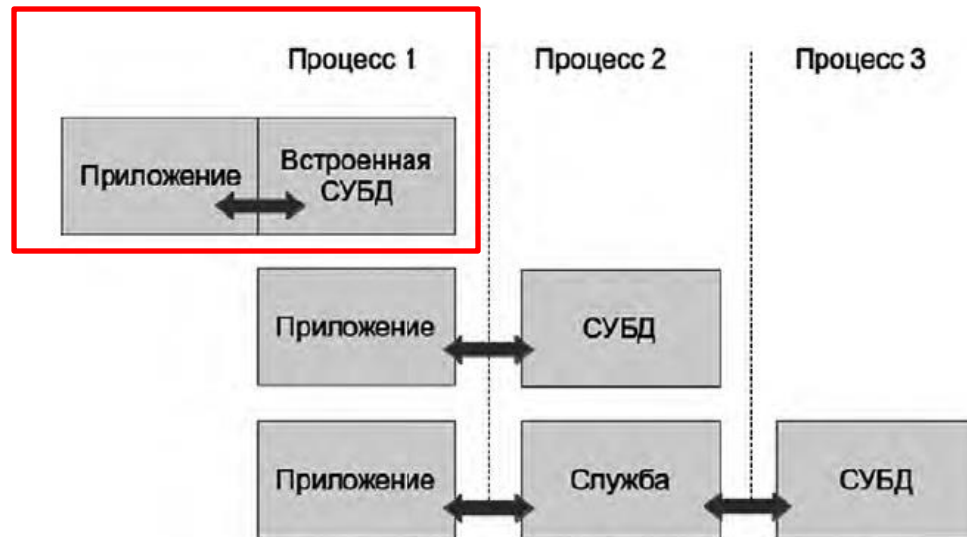 Процесс 1
Процесс 2
Процесс 3
Приложение
Встроенная
СУБД
Приложение
СУБД
Приложение
Служба
СУБД